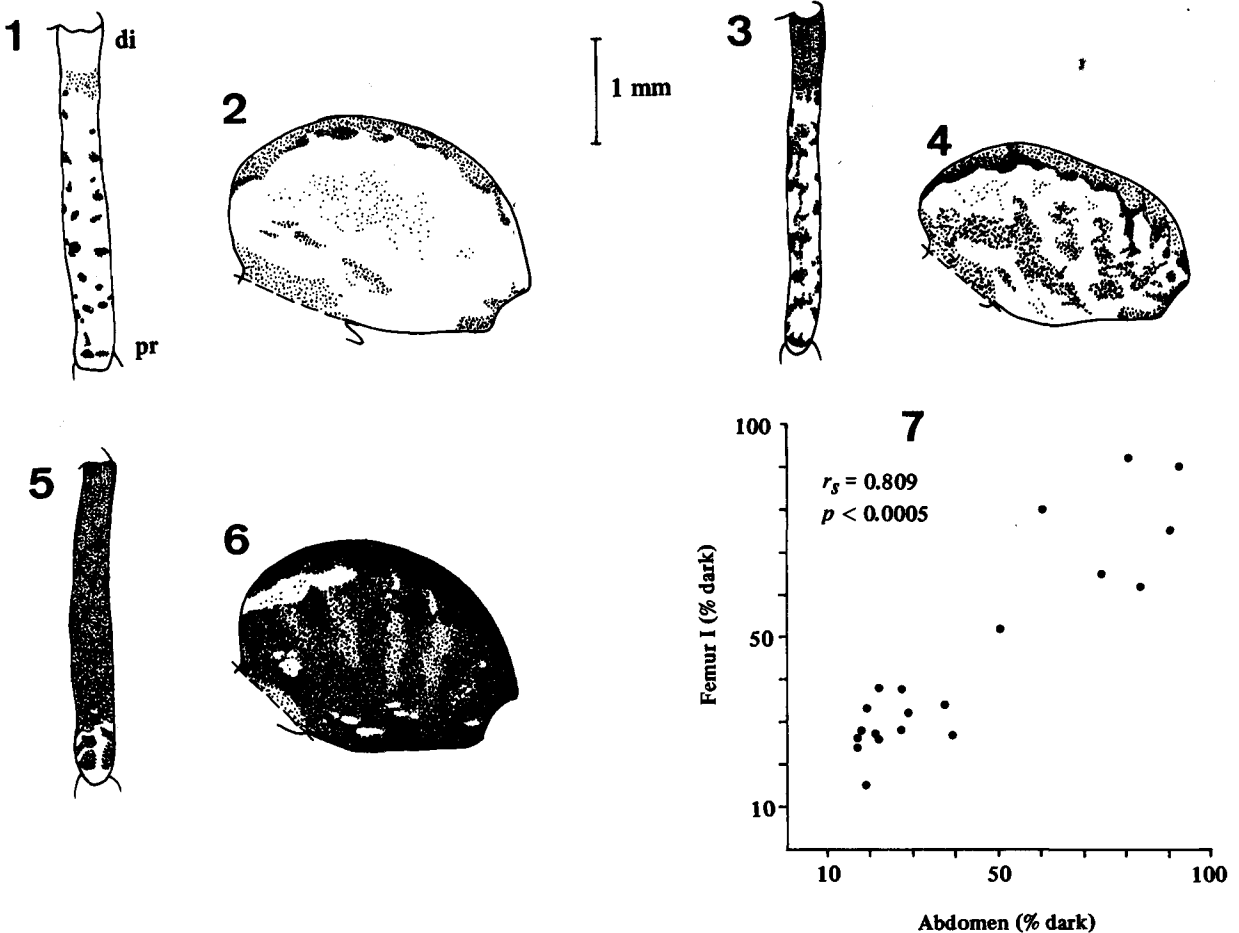 1
di
pr
2
1 mm
3
4
5
6
7
100
50
10
r_s = 0.809
p < 0.0005
Femur I (% dark)
10
50
100
Abdomen (% dark)